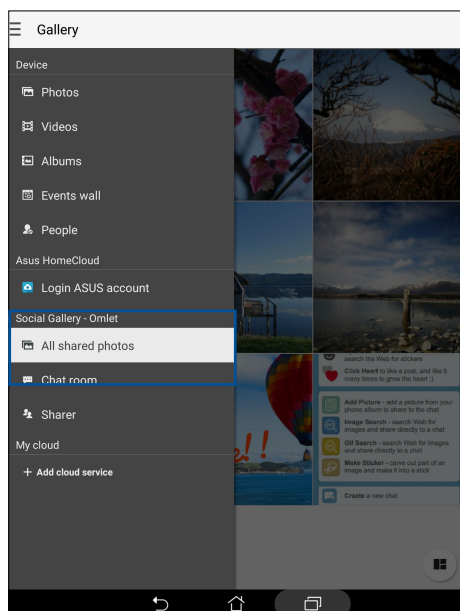 Gallery
Device
Photos
Videos
Albums
Events wall
People
Asus HomeCloud
Login ASUS account
Social Gallery - Omlet
All shared photos
Chat room
Sharer
My cloud
+ Add cloud service
search the Web for stickers
Click Heart to like a post, and like it
many times to grow the heart :)
Add Picture - add a picture from your
phone album to share to the chat
Image Search - search Web for
images and share directly to a chat
Gif Search - search Web for images
and share directly to a chat
Make Sticker - carve out part of an
image and make it into a stick
Create a new chat